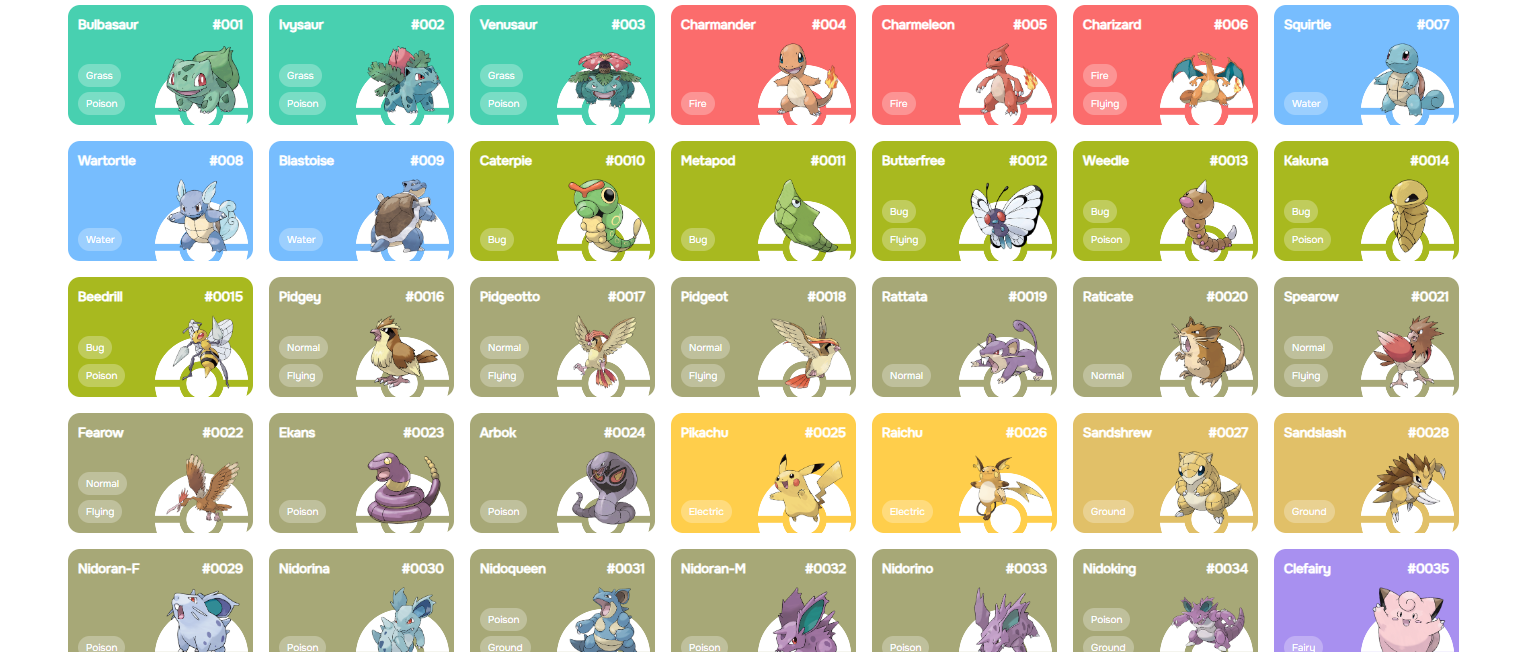 Bulbasaur #001
Grass
Poison
Ivysaur #002
Grass
Poison
Venusaur #003
Grass
Poison
Charmander #004
Fire
Charmeleon #005
Fire
Charizard #006
Fire
Flying
Squirtle #007
Water
Wartortle #008
Water
Blastoise #009
Water
Caterpie #0010
Bug
Metapod #0011
Bug
Butterfree #0012
Bug
Flying
Weedle #0013
Bug
Poison
Kakuna #0014
Bug
Poison
Beedrill #0015
Bug
Poison
Pidgey #0016
Normal
Flying
Pidgeotto #0017
Normal
Flying
Pidgeot #0018
Normal
Flying
Rattata #0019
Normal
Raticate #0020
Normal
Spearow #0021
Normal
Flying
Fearow #0022
Normal
Flying
Ekans #0023
Poison
Arbok #0024
Poison
Pikachu #0025
Electric
Raichu #0026
Electric
Sandshrew #0027
Ground
Sandslash #0028
Ground
Nidoran-F #0029
Poison
Nidorina #0030
Poison
Nidoqueen #0031
Poison
Ground
Nidoran-M #0032
Poison
Nidorino #0033
Poison
Nidoking #0034
Poison
Ground
Clefairy #0035
Fairy